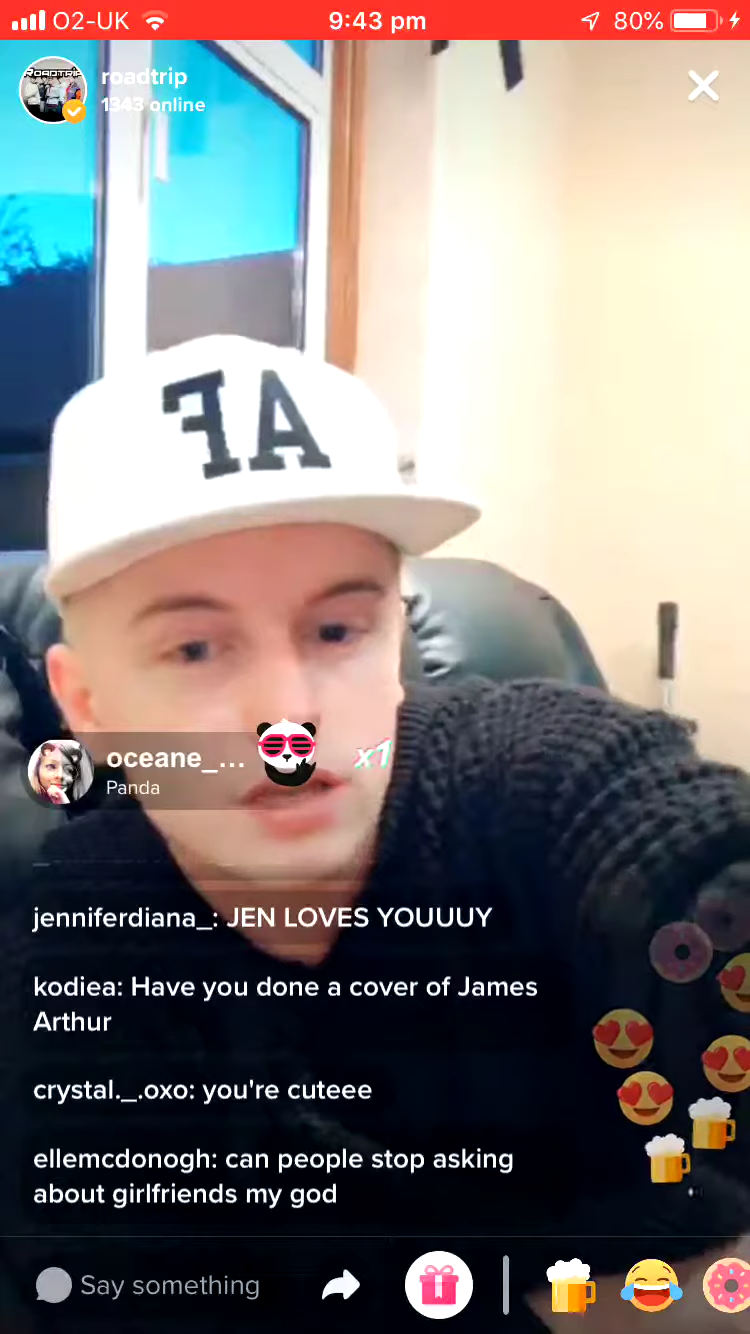 O2-UK 9:43 pm 80%
ROADTRIP
roadtrip
1343 online
AF
oceane_...
Panda
x1
jenniferdiana_: JEN LOVES YOUUUY
kodiea: Have you done a cover of James
Arthur
crystal._.oxo: you're cuteee
ellemcdonogh: can people stop asking
about girlfriends my god
Say something